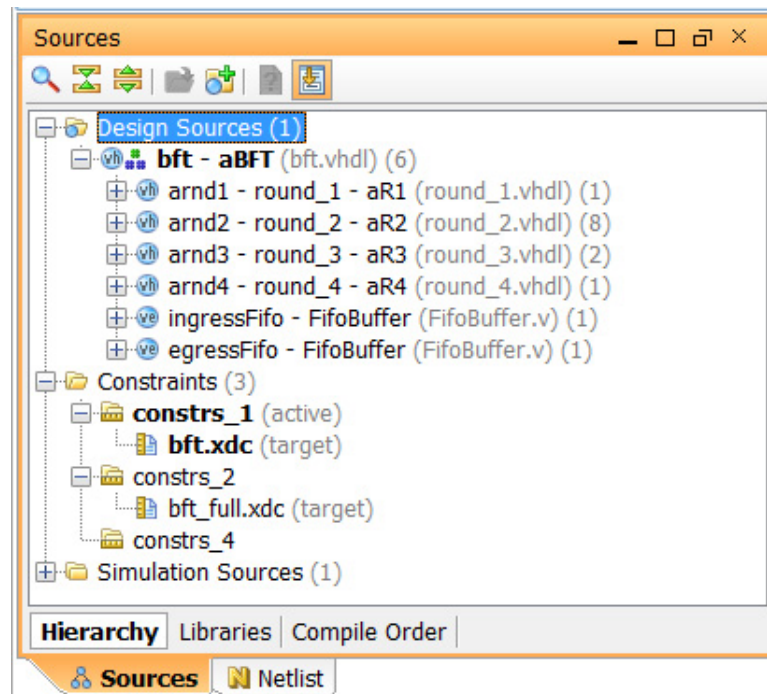 Sources
Design Sources (1)
bft - aBFT (bft.vhdl) (6)
arnd1 - round_1 - aR1 (round_1.vhdl) (1)
arnd2 - round_2 - aR2 (round_2.vhdl) (8)
arnd3 - round_3 - aR3 (round_3.vhdl) (2)
arnd4 - round_4 - aR4 (round_4.vhdl) (1)
ingressFifo - FifoBuffer (FifoBuffer.v) (1)
egressFifo - FifoBuffer (FifoBuffer.v) (1)
Constraints (3)
constrs_1 (active)
bft.xdc (target)
constrs_2
bft_full.xdc (target)
constrs_4
Simulation Sources (1)
Hierarchy Libraries Compile Order
Sources Netlist